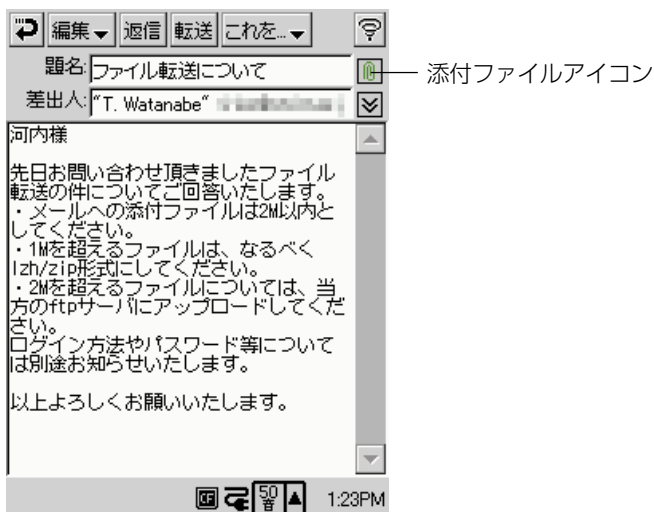 編集 返信 転送 これを...
題名: ファイル転送について
添付ファイルアイコン
差出人: "T. Watanabe"
河内様
先日お問い合わせ頂きましたファイル
転送の件についてご回答いたします。
・メールへの添付ファイルは2M以内と
してください。
・1Mを超えるファイルは、なるべく
lzh/zip形式にしてください。
・2Mを超えるファイルについては、当
方のftpサーバにアップロードしてくだ
さい。
ログイン方法やパスワード等について
は別途お知らせいたします。
以上よろしくお願いいたします。
CF 50音 1:23PM